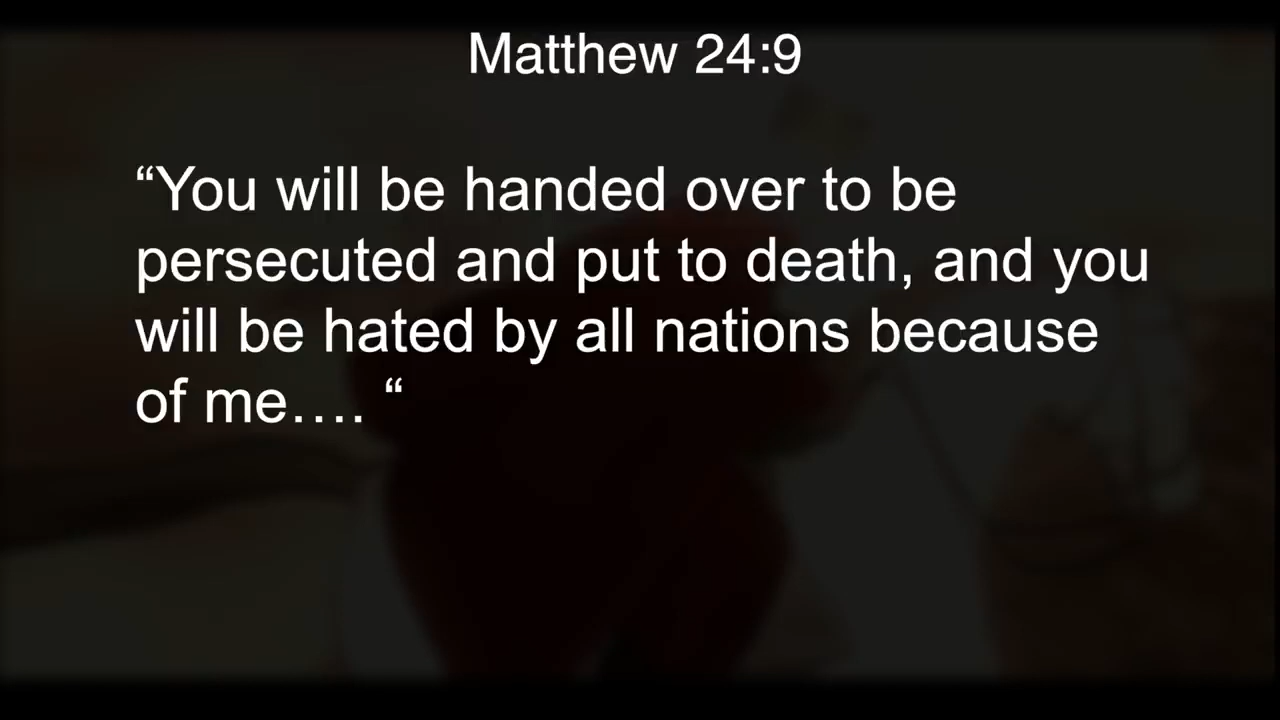 Matthew 24:9
“You will be handed over to be
persecuted and put to death, and you
will be hated by all nations because
of me…. “